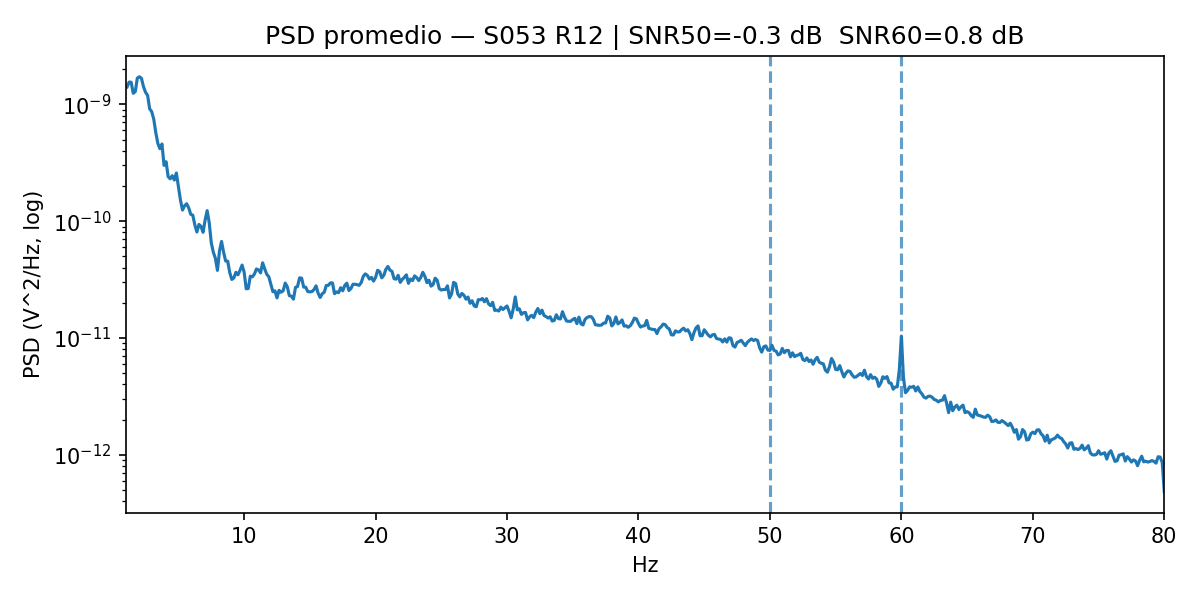 PSD promedio — S053 R12 | SNR50=-0.3 dB  SNR60=0.8 dB
PSD (V^2/Hz, log)
10⁻⁹
10⁻¹⁰
10⁻¹¹
10⁻¹²
10 20 30 40 50 60 70 80
Hz